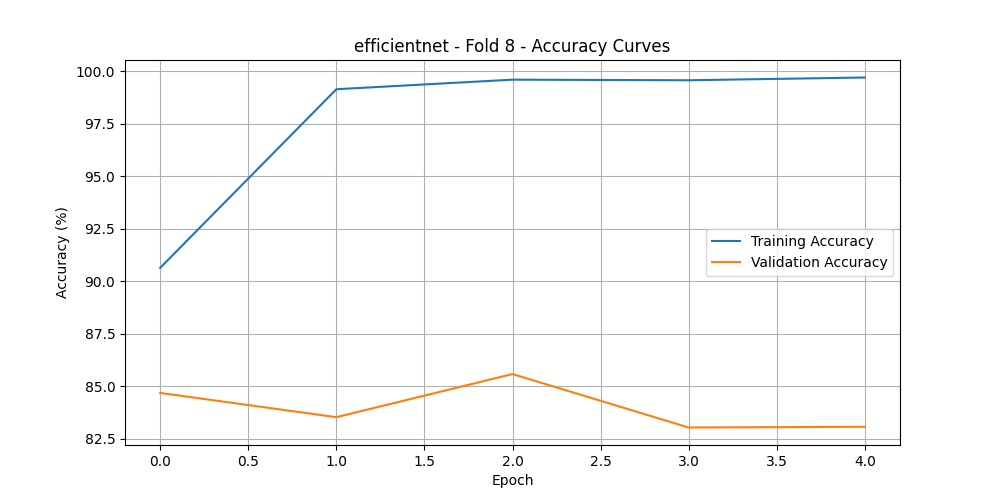 efficientnet - Fold 8 - Accuracy Curves
Accuracy (%)
100.0
97.5
95.0
92.5
90.0
87.5
85.0
82.5
Training Accuracy
Validation Accuracy
0.0 0.5 1.0 1.5 2.0 2.5 3.0 3.5 4.0
Epoch